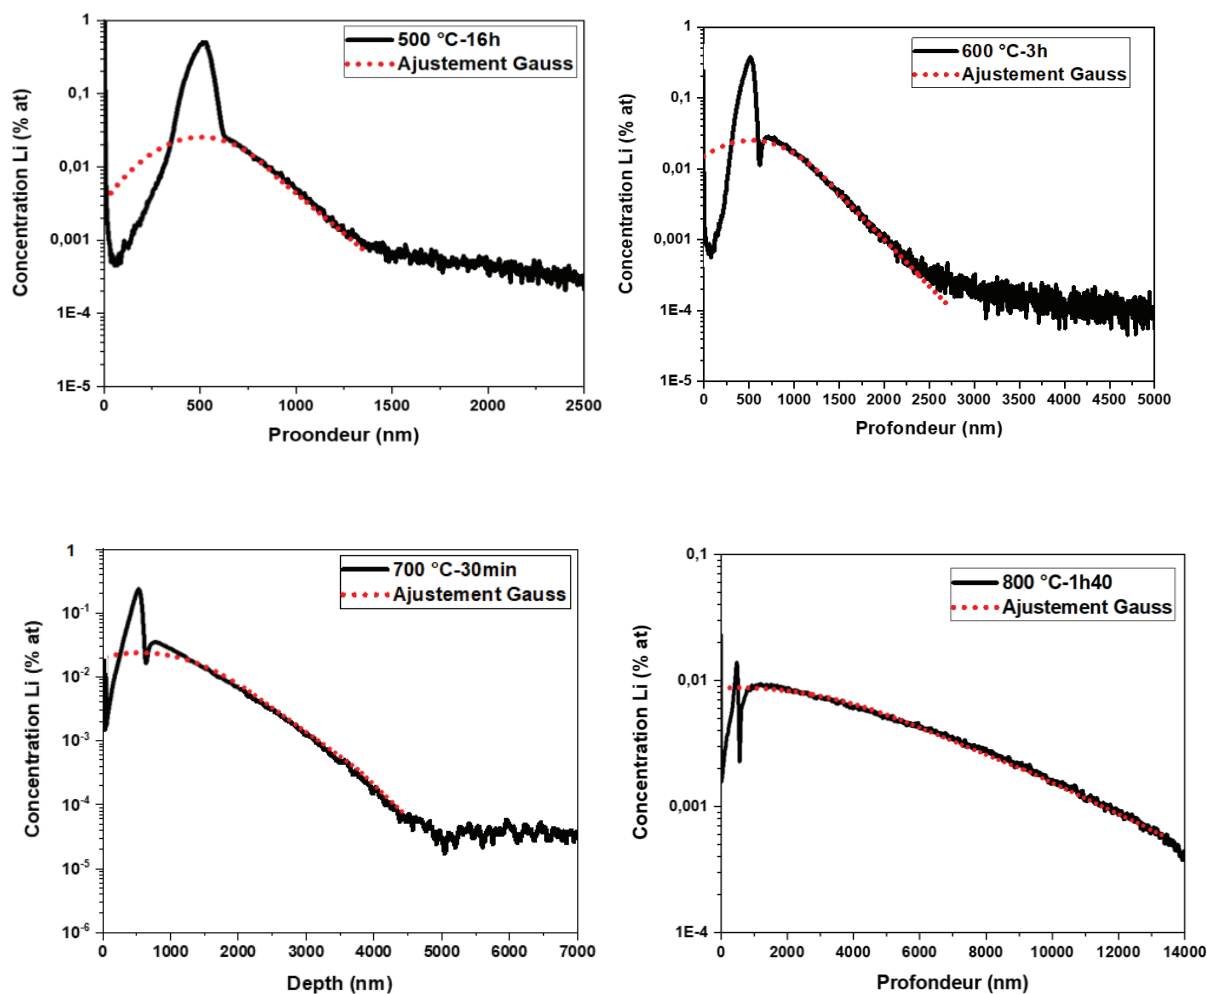 1
0,1
0,01
0,001
1E-4
1E-5
Concentration Li (% at)
500 °C-16h
Ajustement Gauss
0
500
1000
1500
2000
2500
Proondeur (nm)
1
0,1
0,01
0,001
1E-4
1E-5
Concentration Li (% at)
600 °C-3h
Ajustement Gauss
0
500
1000
1500
2000
2500
3000
3500
4000
4500
5000
Profondeur (nm)
1
10-1
10-2
10-3
10-4
10-5
10-6
Concentration Li (% at)
700 °C-30min
Ajustement Gauss
0
1000
2000
3000
4000
5000
6000
7000
Depth (nm)
0,1
0,01
0,001
1E-4
Concentration Li (% at)
800 °C-1h40
Ajustement Gauss
0
2000
4000
6000
8000
10000
12000
14000
Profondeur (nm)